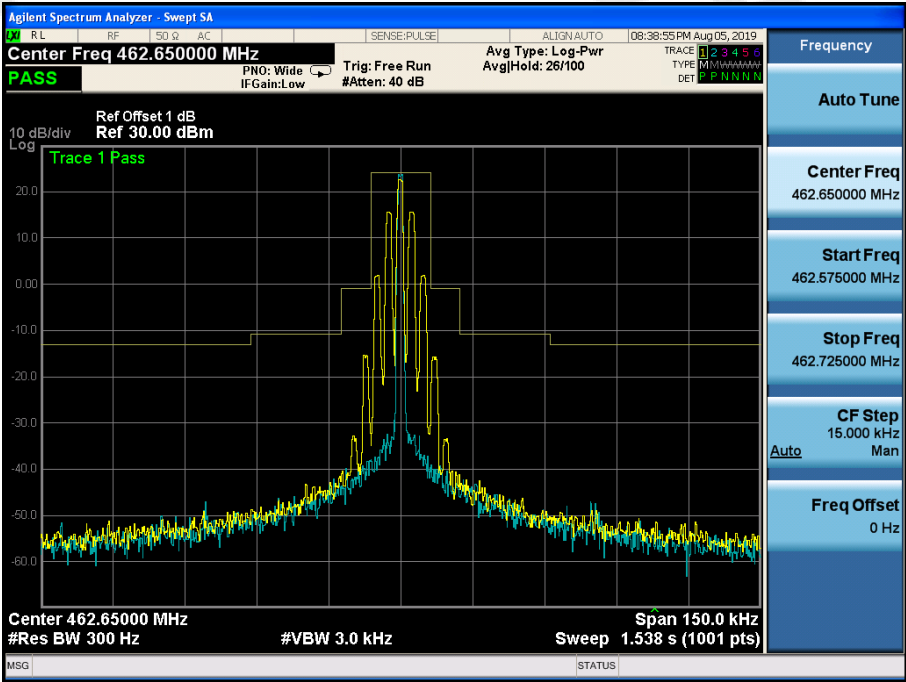 Agilent Spectrum Analyzer - Swept SA
LXI RL RF 50 Ω AC SENSE:PULSE ALIGNAUTO 08:38:55 PM Aug 05, 2019
Center Freq 462.650000 MHz
PASS
PNO: Wide
IFGain:Low
Trig: Free Run
#Atten: 40 dB
Avg Type: Log-Pwr
Avg|Hold: 26/100
TRACE 1 2 3 4 5 6
TYPE M M W W W W
DET P P N N N N
Ref Offset 1 dB
10 dB/div Ref 30.00 dBm
Log
Trace 1 Pass
20.0
10.0
0.00
-10.0
-20.0
-30.0
-40.0
-50.0
-60.0
Center 462.65000 MHz Span 150.0 kHz
#Res BW 300 Hz #VBW 3.0 kHz Sweep 1.538 s (1001 pts)
MSG STATUS
Frequency
Auto Tune
Center Freq
462.650000 MHz
Start Freq
462.575000 MHz
Stop Freq
462.725000 MHz
CF Step
15.000 kHz
Auto Man
Freq Offset
0 Hz